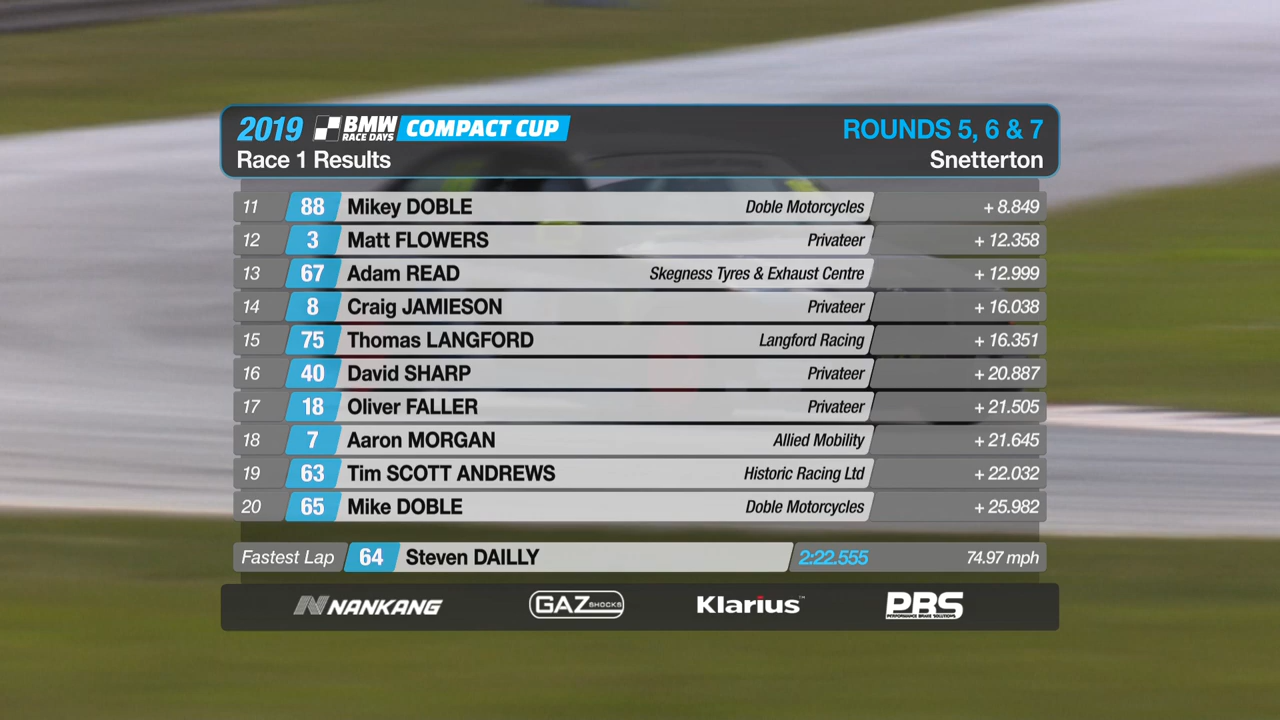 2019 BMW RACE DAYS COMPACT CUP ROUNDS 5, 6 & 7
Race 1 Results Snetterton
11 88 Mikey DOBLE Doble Motorcycles + 8.849
12 3 Matt FLOWERS Privateer + 12.358
13 67 Adam READ Skegness Tyres & Exhaust Centre + 12.999
14 8 Craig JAMIESON Privateer + 16.038
15 75 Thomas LANGFORD Langford Racing + 16.351
16 40 David SHARP Privateer + 20.887
17 18 Oliver FALLER Privateer + 21.505
18 7 Aaron MORGAN Allied Mobility + 21.645
19 63 Tim SCOTT ANDREWS Historic Racing Ltd + 22.032
20 65 Mike DOBLE Doble Motorcycles + 25.982
Fastest Lap 64 Steven DAILLY 2:22.555 74.97 mph
NANKANG GAZ SHOCKS Klarius™ PBS PERFORMANCE BRAKE SOLUTIONS